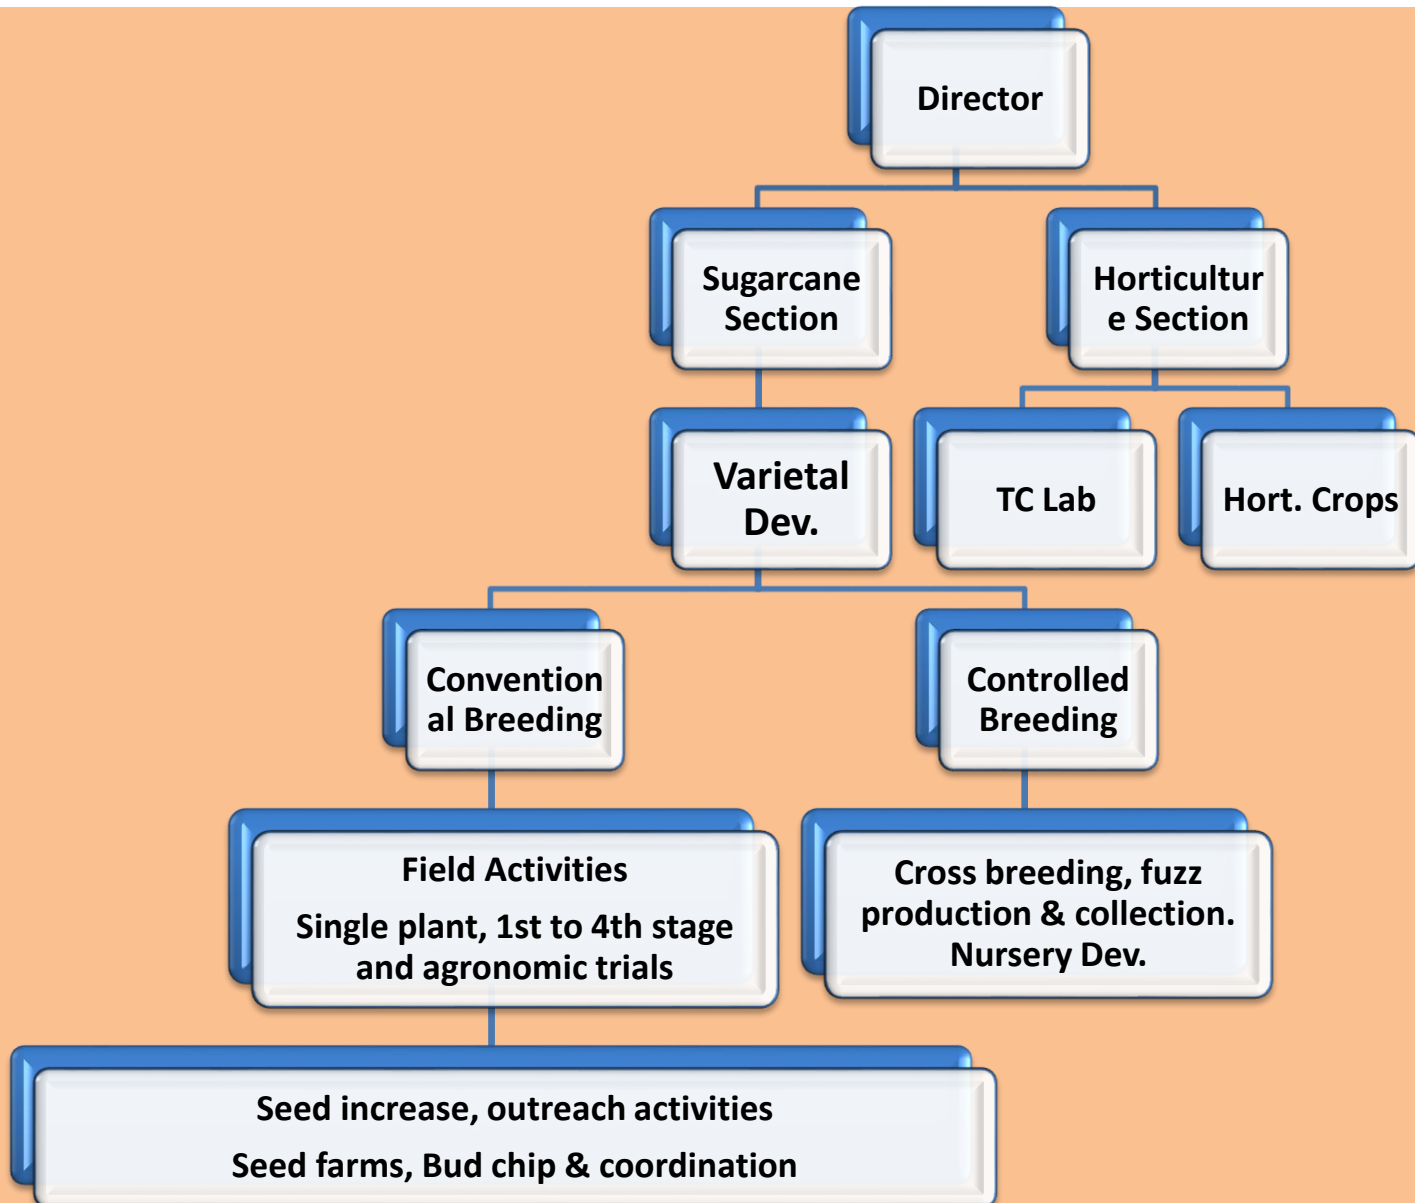 Director
Sugarcane
Section
Horticultur
e Section
Varietal
Dev.
TC Lab
Hort. Crops
Convention
al Breeding
Controlled
Breeding
Field Activities
Single plant, 1st to 4th stage
and agronomic trials
Cross breeding, fuzz
production & collection.
Nursery Dev.
Seed increase, outreach activities
Seed farms, Bud chip & coordination